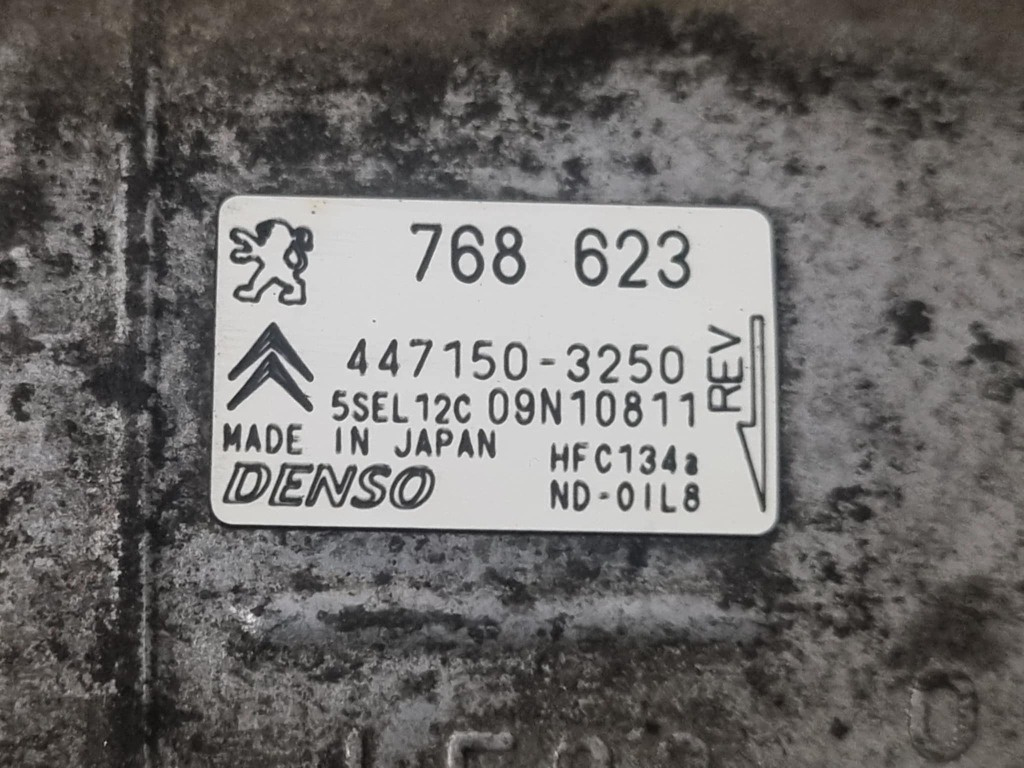 768 623
447150-3250
5SEL12C 09N10811
REV
MADE IN JAPAN
HFC134a
DENSO
ND-OIL8